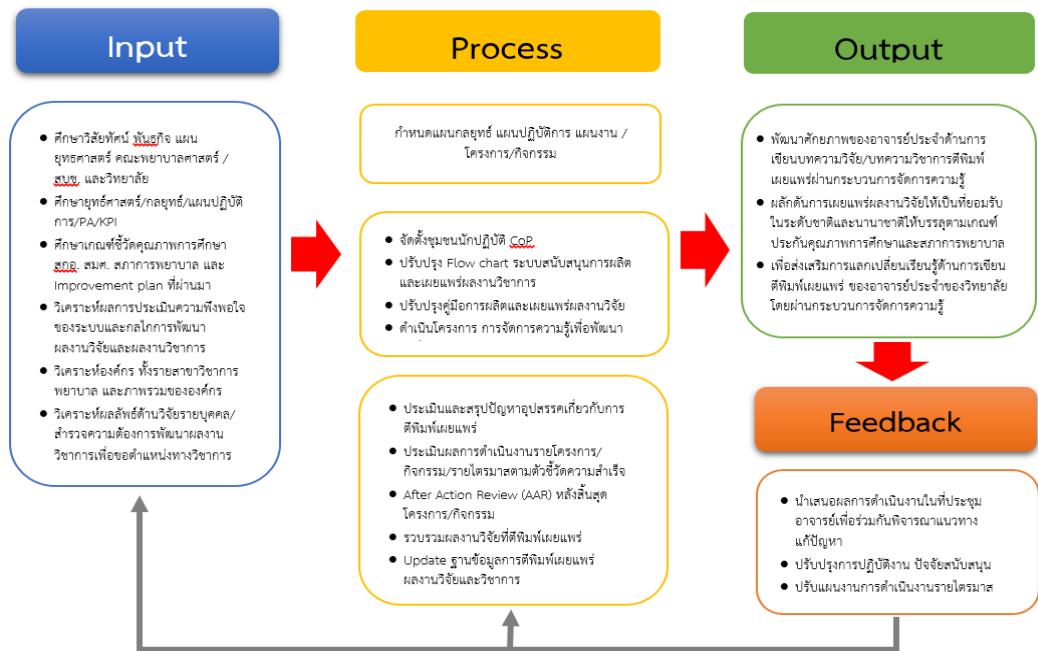 Input
ศึกษาวิสัยทัศน์ พันธกิจ แผน
ยุทธศาสตร์ คณะพยาบาลศาสตร์ /
สบช. และวิทยาลัย
ศึกษายุทธ์ศาสตร์/กลยุทธ์/แผนปฏิบัติ
การ/PA/KPI
ศึกษาเกณฑ์ชี้วัดคุณภาพการศึกษา
สกอ. สมศ. สภาการพยาบาล และ
Improvement plan ที่ผ่านมา
วิเคราะห์ผลการประเมินความพึงพอใจ
ของระบบและกลไกการพัฒนา
ผลงานวิจัยและผลงานวิชาการ
วิเคราะห์องค์กร ทั้งรายสาขาวิชาการ
พยาบาล และภาพรวมขององค์กร
วิเคราะห์ผลลัพธ์ด้านวิจัยรายบุคคล/
สำรวจความต้องการพัฒนาผลงาน
วิชาการเพื่อขอตำแหน่งทางวิชาการ
Process
กำหนดแผนกลยุทธ์ แผนปฏิบัติการ แผนงาน /
โครงการ/กิจกรรม
จัดตั้งชุมชนนักปฏิบัติ CoP
ปรับปรุง Flow chart ระบบสนับสนุนการผลิต
และเผยแพร่ผลงานวิชาการ
ปรับปรุงคู่มือการผลิตและเผยแพร่ผลงานวิจัย
ดำเนินโครงการ การจัดการความรู้เพื่อพัฒนา
ประเมินและสรุปปัญหาอุปสรรคเกี่ยวกับการ
ตีพิมพ์เผยแพร่
ประเมินผลการดำเนินงานรายโครงการ/
กิจกรรม/รายไตรมาสตามตัวชี้วัดความสำเร็จ
After Action Review (AAR) หลังสิ้นสุด
โครงการ/กิจกรรม
รวบรวมผลงานวิจัยที่ตีพิมพ์เผยแพร่
Update ฐานข้อมูลการตีพิมพ์เผยแพร่
ผลงานวิจัยและวิชาการ
Output
พัฒนาศักยภาพของอาจารย์ประจำด้านการ
เขียนบทความวิจัย/บทความวิชาการตีพิมพ์
เผยแพร่ผ่านกระบวนการจัดการความรู้
ผลักดันการเผยแพร่ผลงานวิจัยให้เป็นที่ยอมรับ
ในระดับชาติและนานาชาติให้บรรลุตามเกณฑ์
ประกันคุณภาพการศึกษาและสภาการพยาบาล
เพื่อส่งเสริมการแลกเปลี่ยนเรียนรู้ด้านการเขียน
ตีพิมพ์เผยแพร่ ของอาจารย์ประจำของวิทยาลัย
โดยผ่านกระบวนการจัดการความรู้
Feedback
นำเสนอผลการดำเนินงานในที่ประชุม
อาจารย์เพื่อร่วมกันพิจารณาแนวทาง
แก้ปัญหา
ปรับปรุงการปฏิบัติงาน ปัจจัยสนับสนุน
ปรับแผนงานการดำเนินงานรายไตรมาส